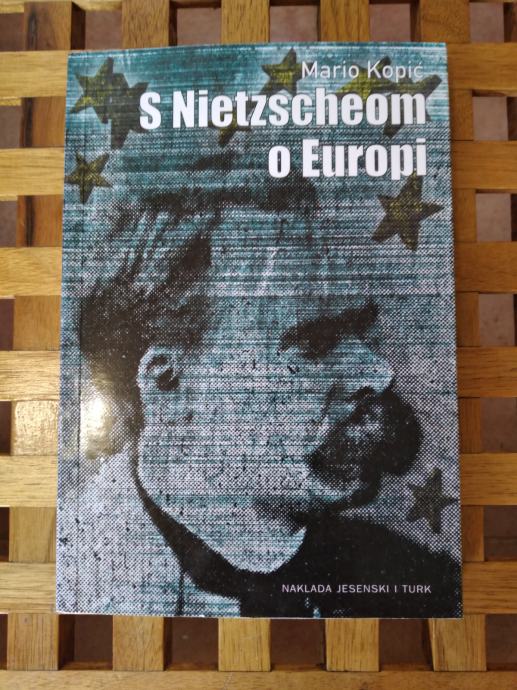 Mario Kopić
S Nietzscheom
o Europi
NAKLADA JESENSKI I TURK